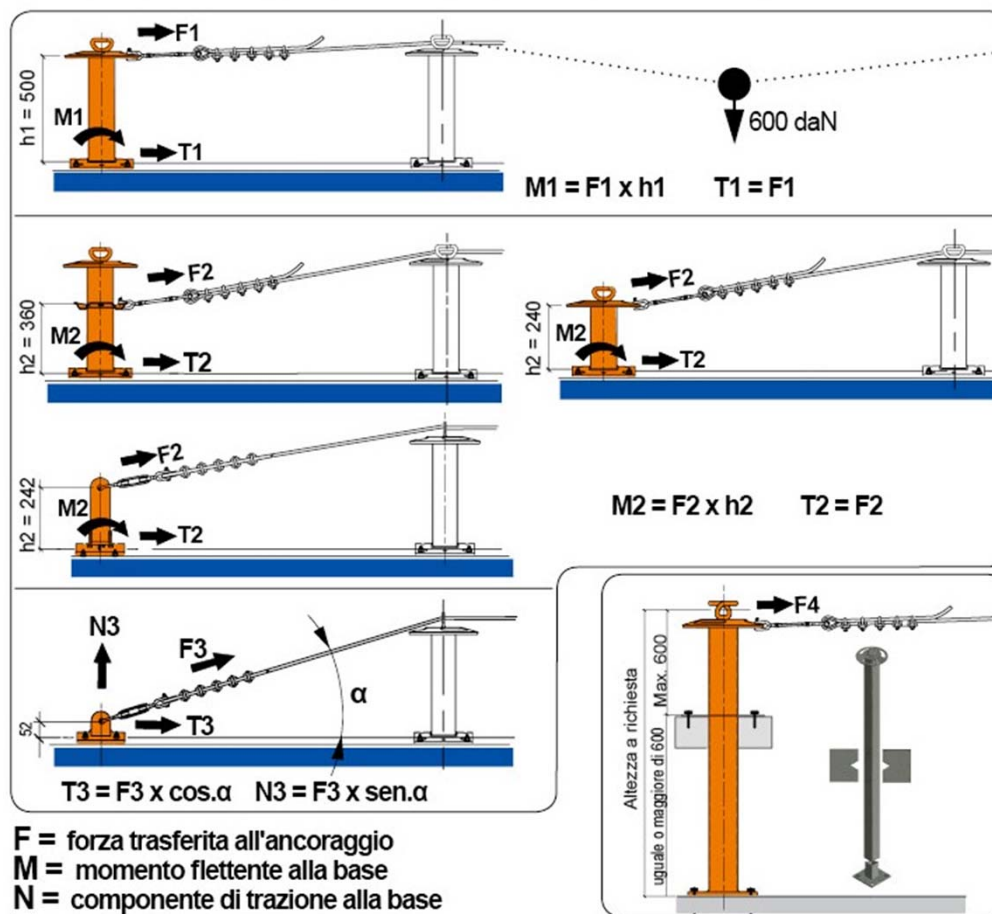 F1
h1 = 500
M1
T1
600 daN
M1 = F1 x h1 T1 = F1
F2
h2 = 360
M2
T2
F2
h2 = 240
M2
T2
F2
h2 = 242
M2
T2
M2 = F2 x h2 T2 = F2
N3
F3
α
52
T3
T3 = F3 x cos.α N3 = F3 x sen.α
F4
Altezza a richiesta
uguale o maggiore di 600
Max. 600
F = forza trasferita all'ancoraggio
M = momento flettente alla base
N = componente di trazione alla base